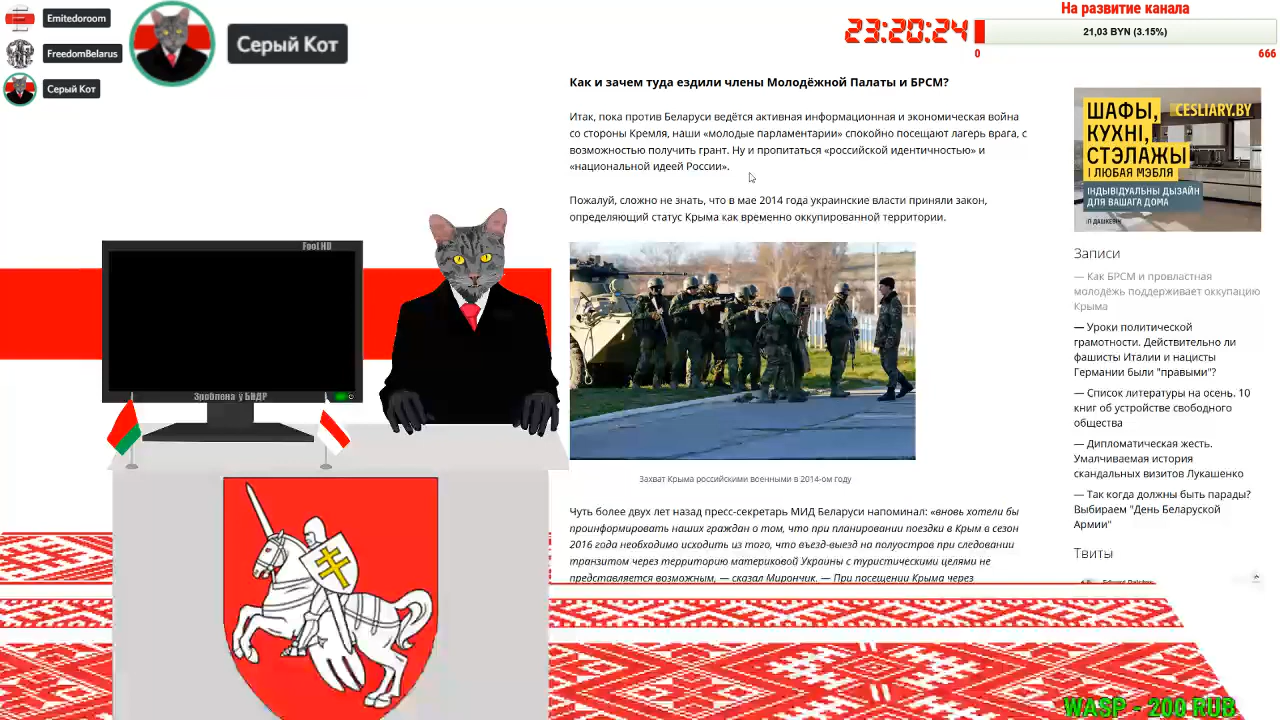 Emitedoroom
FreedomBelarus
Серый Кот
Серый Кот
23:20:24
На развитие канала
21,03 BYN (3.15%)
0
666
Как и зачем туда ездили члены Молодёжной Палаты и БРСМ?
Итак, пока против Беларуси ведётся активная информационная и экономическая война
со стороны Кремля, наши «молодые парламентарии» спокойно посещают лагерь врага, с
возможностью получить грант. Ну и пропитаться «российской идентичностью» и
«национальной идеей России».
Пожалуй, сложно не знать, что в мае 2014 года украинские власти приняли закон,
определяющий статус Крыма как временно оккупированной территории.
Захват Крыма российскими военными в 2014-ом году
Чуть более двух лет назад пресс-секретарь МИД Беларуси напоминал: «вновь хотели бы
проинформировать наших граждан о том, что при планировании поездки в Крым в сезон
2016 года необходимо исходить из того, что въезд-выезд на полуостров при следовании
транзитом через территорию материковой Украины с туристическими целями не
представляется возможным, — сказал Мирончик. — При посещении Крыма через
ШАФЫ,
CESLIARY.BY
КУХНІ,
СТЭЛАЖЫ
І ЛЮБАЯ МЭБЛЯ
ІНДЫВІДУАЛЬНЫ ДЫЗАЙН
ДЛЯ ВАШАГА ДОМА
ІП ДАШКЕВІЧ
Записи
— Как БРСМ и провластная
молодёжь поддерживает оккупацию
Крыма
— Уроки политической
грамотности. Действительно ли
фашисты Италии и нацисты
Германии были "правыми"?
— Список литературы на осень. 10
книг об устройстве свободного
общества
— Дипломатическая жесть.
Умалчиваемая история
скандальных визитов Лукашенко
— Так когда должны быть парады?
Выбираем "День Беларуской
Армии"
Твиты
Fool HD
Зроблена ў БНДР
WASP - 200 RUB